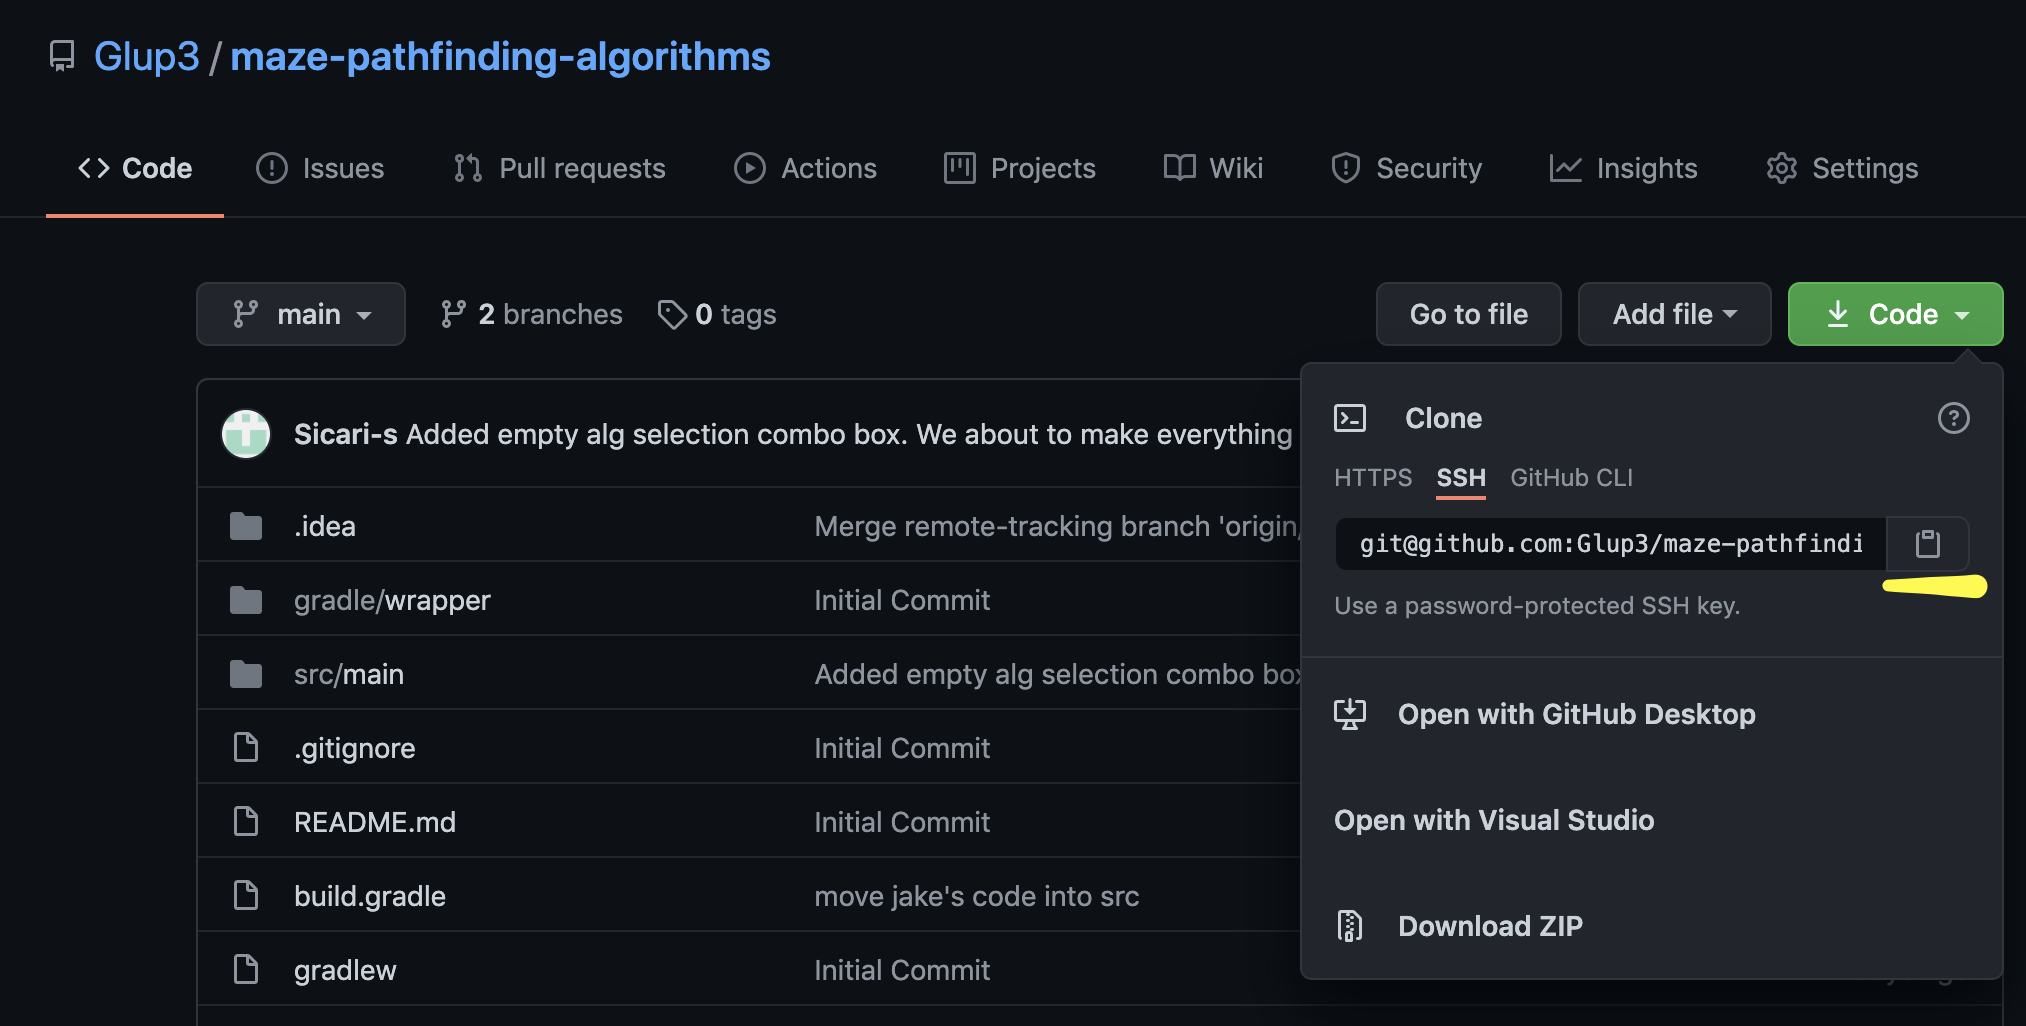 Glup3 / maze-pathfinding-algorithms
Code Issues Pull requests Actions Projects Wiki Security Insights Settings
main 2 branches 0 tags Go to file Add file Code
Sicari-s Added empty alg selection combo box. We about to make everything
.idea Merge remote-tracking branch 'origin/
gradle/wrapper Initial Commit
src/main Added empty alg selection combo box
.gitignore Initial Commit
README.md Initial Commit
build.gradle move jake's code into src
gradlew Initial Commit
Clone
HTTPS SSH GitHub CLI
git@github.com:Glup3/maze-pathfindi
Use a password-protected SSH key.
Open with GitHub Desktop
Open with Visual Studio
Download ZIP